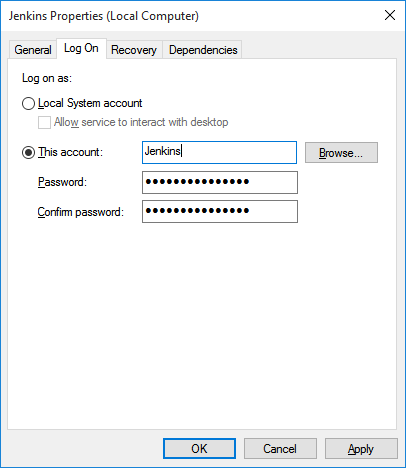 Jenkins Properties (Local Computer)
General Log On Recovery Dependencies
Log on as:
Local System account
Allow service to interact with desktop
This account: Jenkins Browse...
Password: •••••••••••••••
Confirm password: •••••••••••••••
OK Cancel Apply